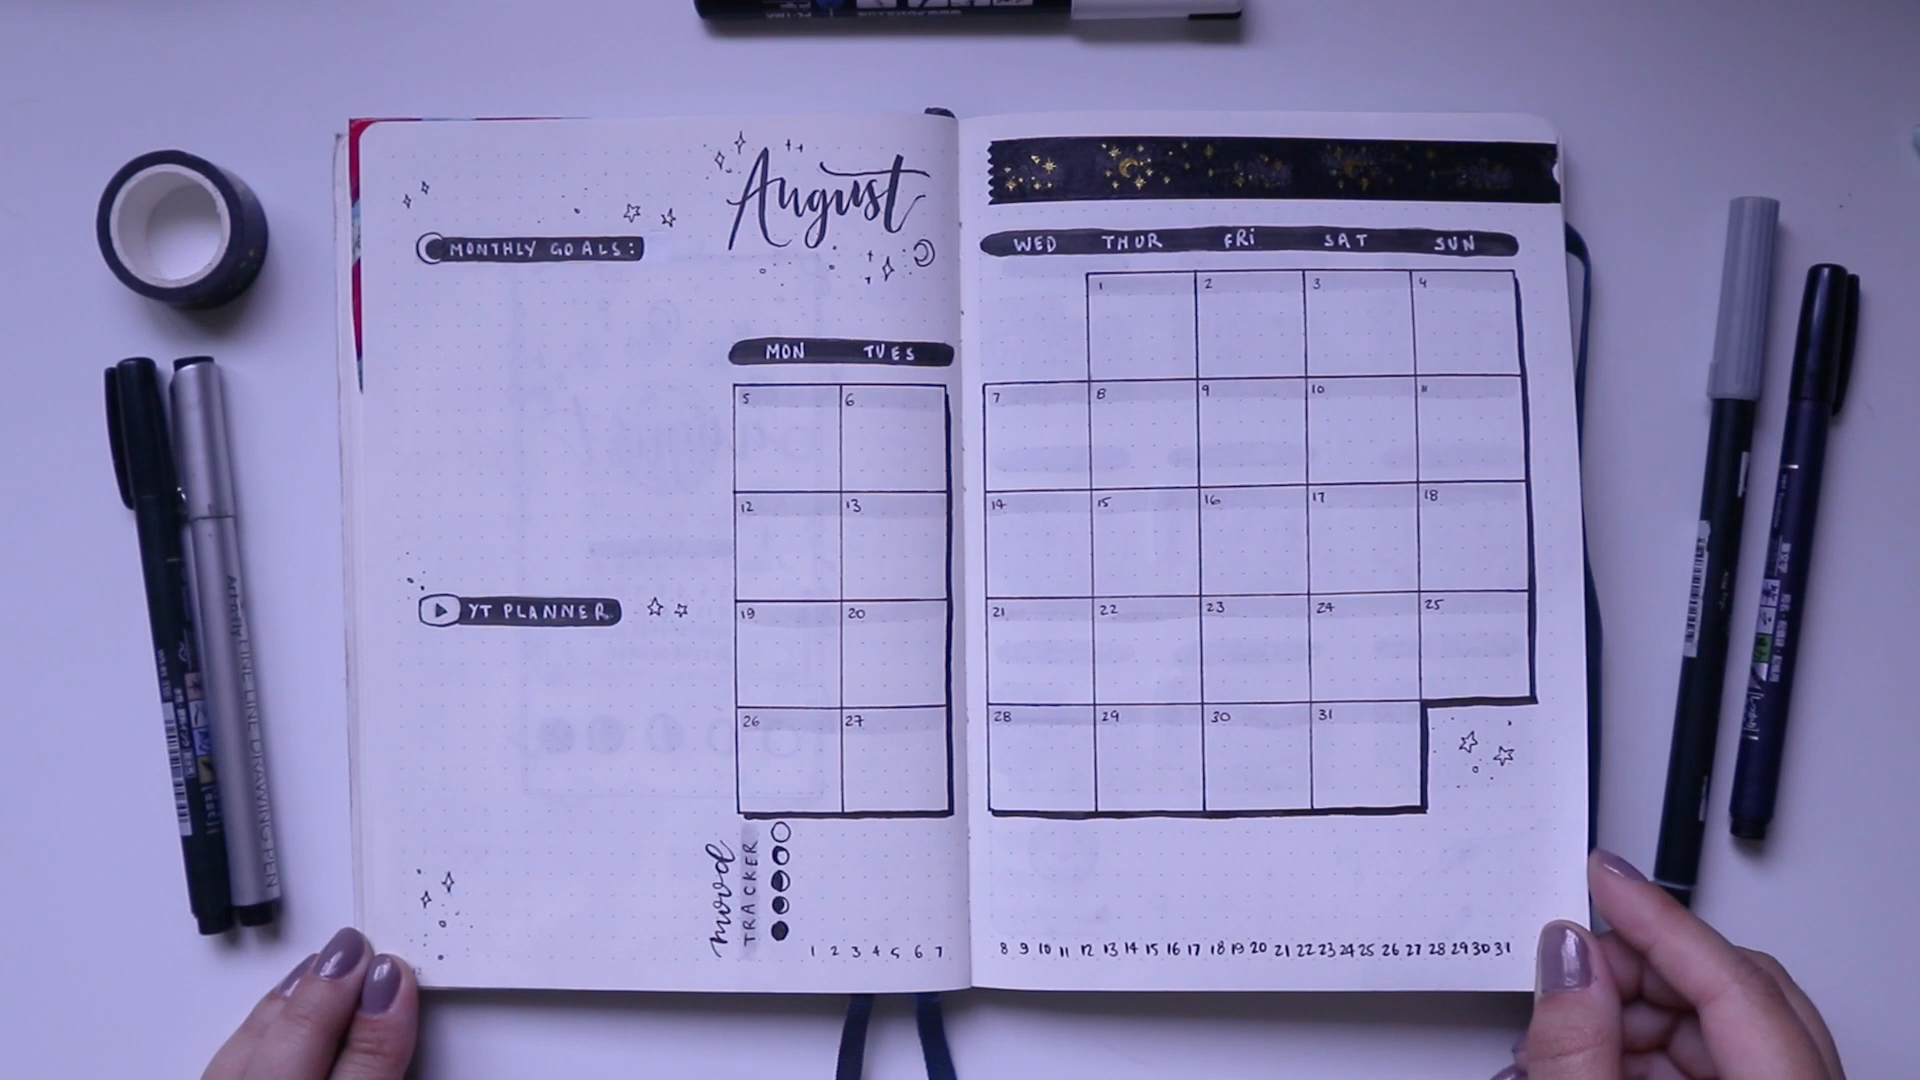 August
MONTHLY GOALS:
WED THUR FRI SAT SUN
1 2 3 4
MON TUES
5 6 7 8 9 10 11
12 13 14 15 16 17 18
19 20 21 22 23 24 25
26 27 28 29 30 31
YT PLANNER
mood
TRACKER
1 2 3 4 5 6 7 8 9 10 11 12 13 14 15 16 17 18 19 20 21 22 23 24 25 26 27 28 29 30 31
LINE DRAWING PEN